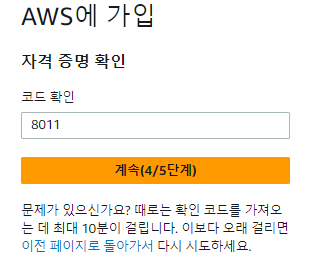 AWS에 가입
자격 증명 확인
코드 확인
8011
계속(4/5단계)
문제가 있으신가요? 때로는 확인 코드를 가져오
는 데 최대 10분이 걸립니다. 이보다 오래 걸리면
이전 페이지로 돌아가서 다시 시도하세요.